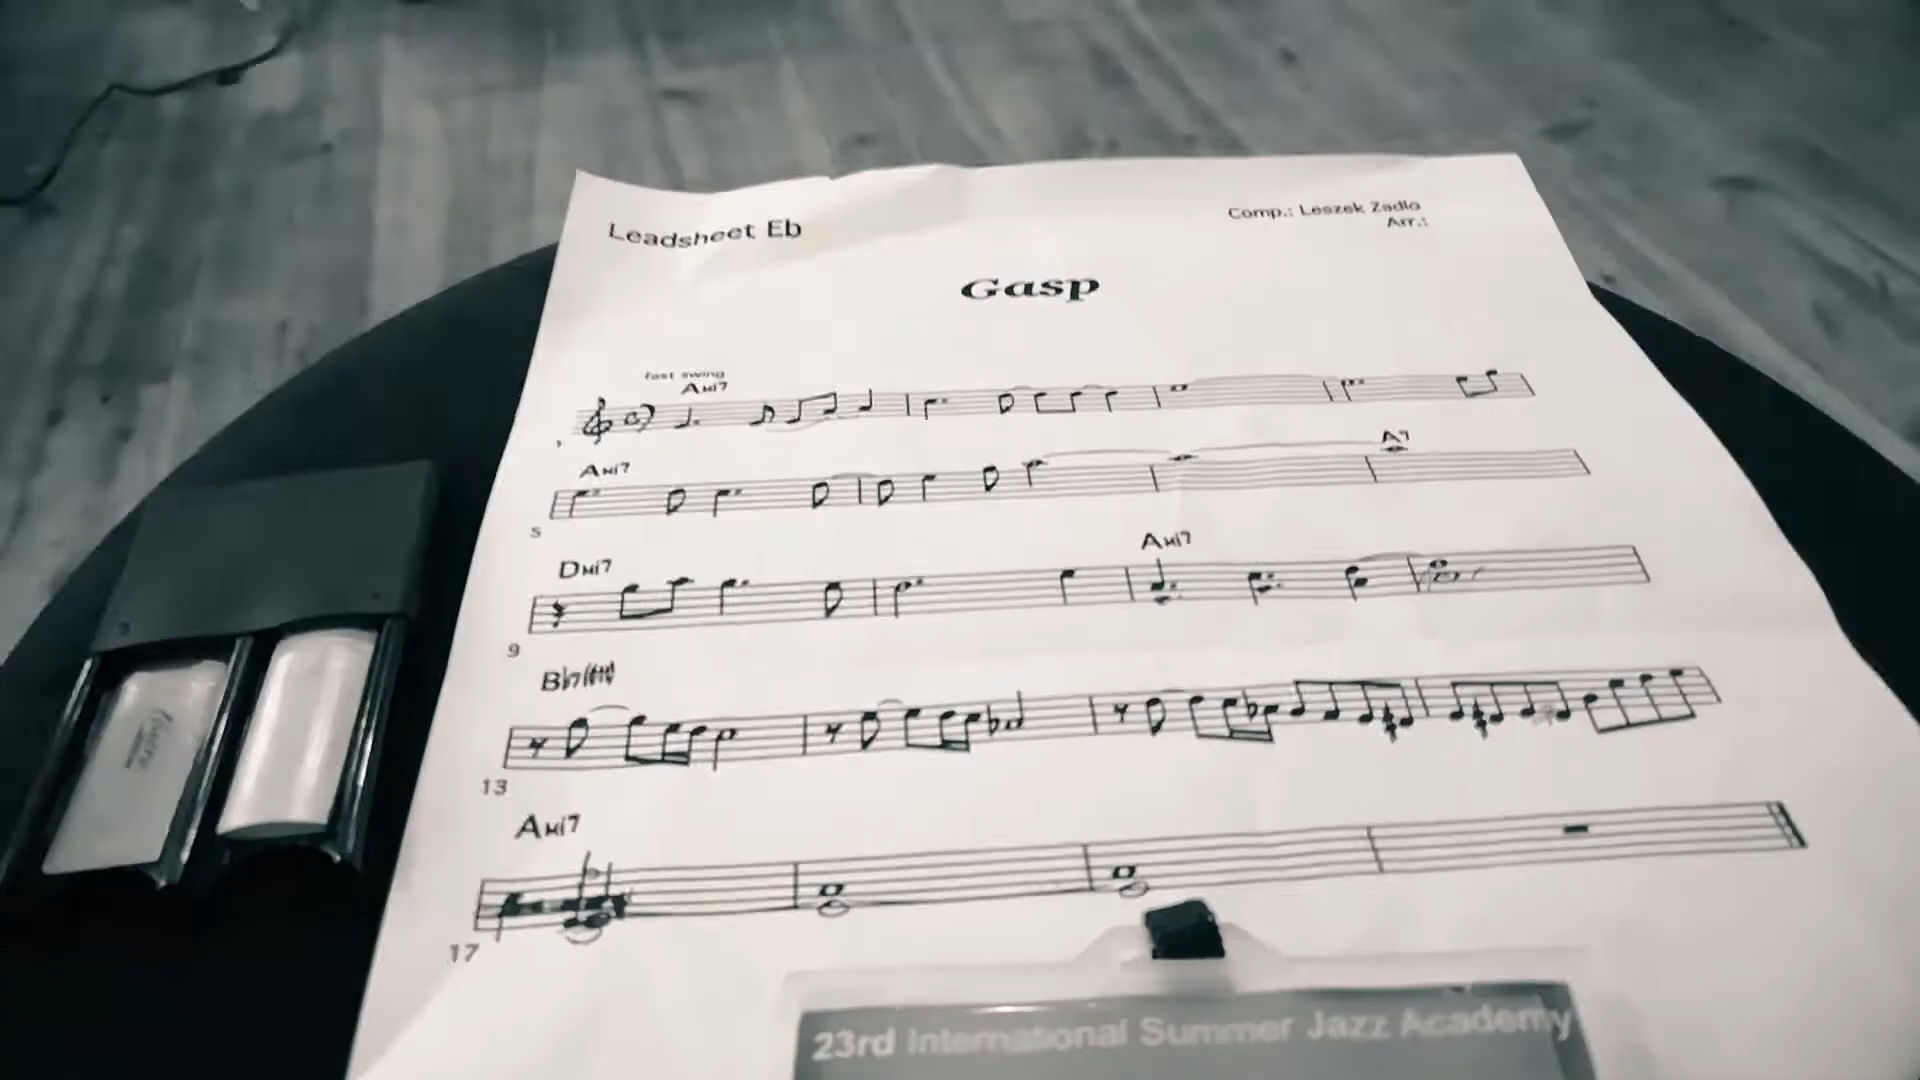 Leadsheet Eb
Comp.: Leszek Zadlo
Arr.:
Gasp
fast swing
AMI7
AMI7
A7
5
DMI7
AMI7
9
Bb7
13
AMI7
17
23rd International Summer Jazz Academy